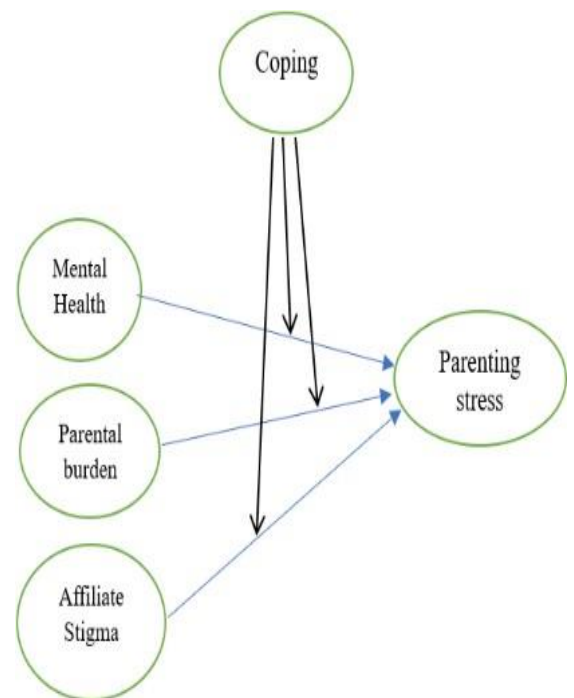 Coping
Mental
Health
Parenting
stress
Parental
burden
Affiliate
Stigma